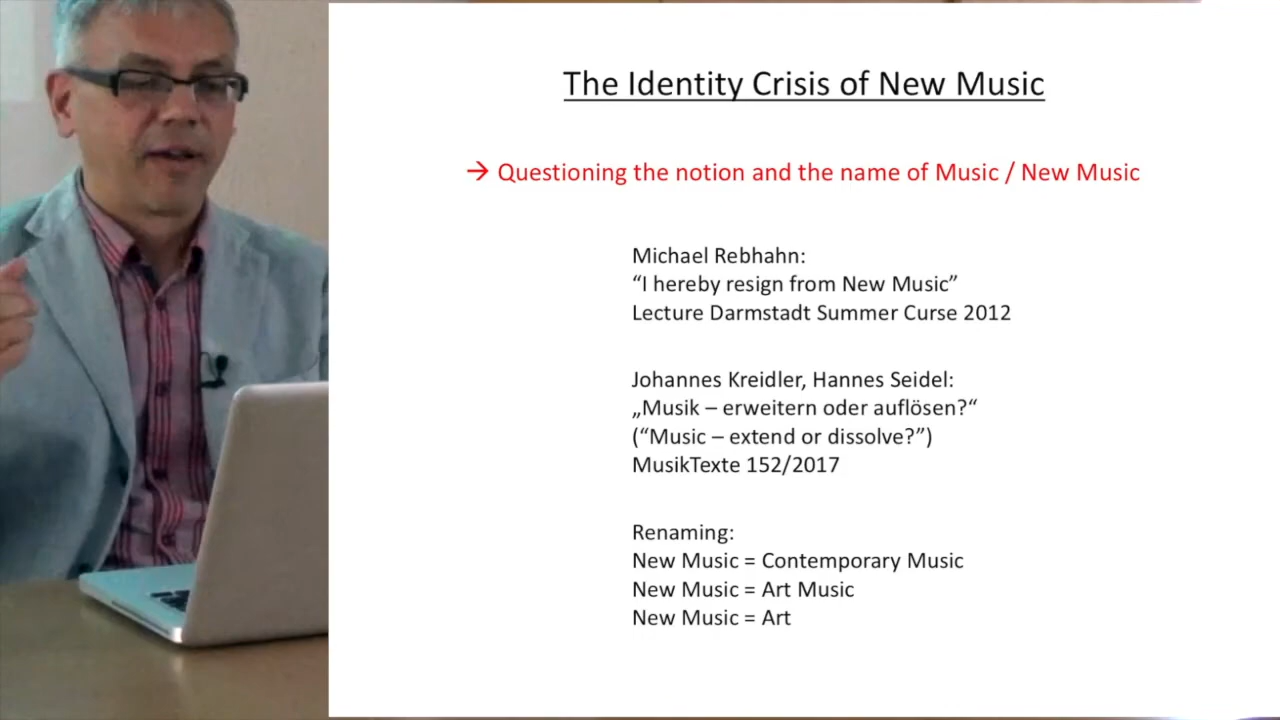 The Identity Crisis of New Music
→ Questioning the notion and the name of Music / New Music
Michael Rebhahn:
“I hereby resign from New Music”
Lecture Darmstadt Summer Curse 2012
Johannes Kreidler, Hannes Seidel:
„Musik – erweitern oder auflösen?“
(“Music – extend or dissolve?”)
MusikTexte 152/2017
Renaming:
New Music = Contemporary Music
New Music = Art Music
New Music = Art